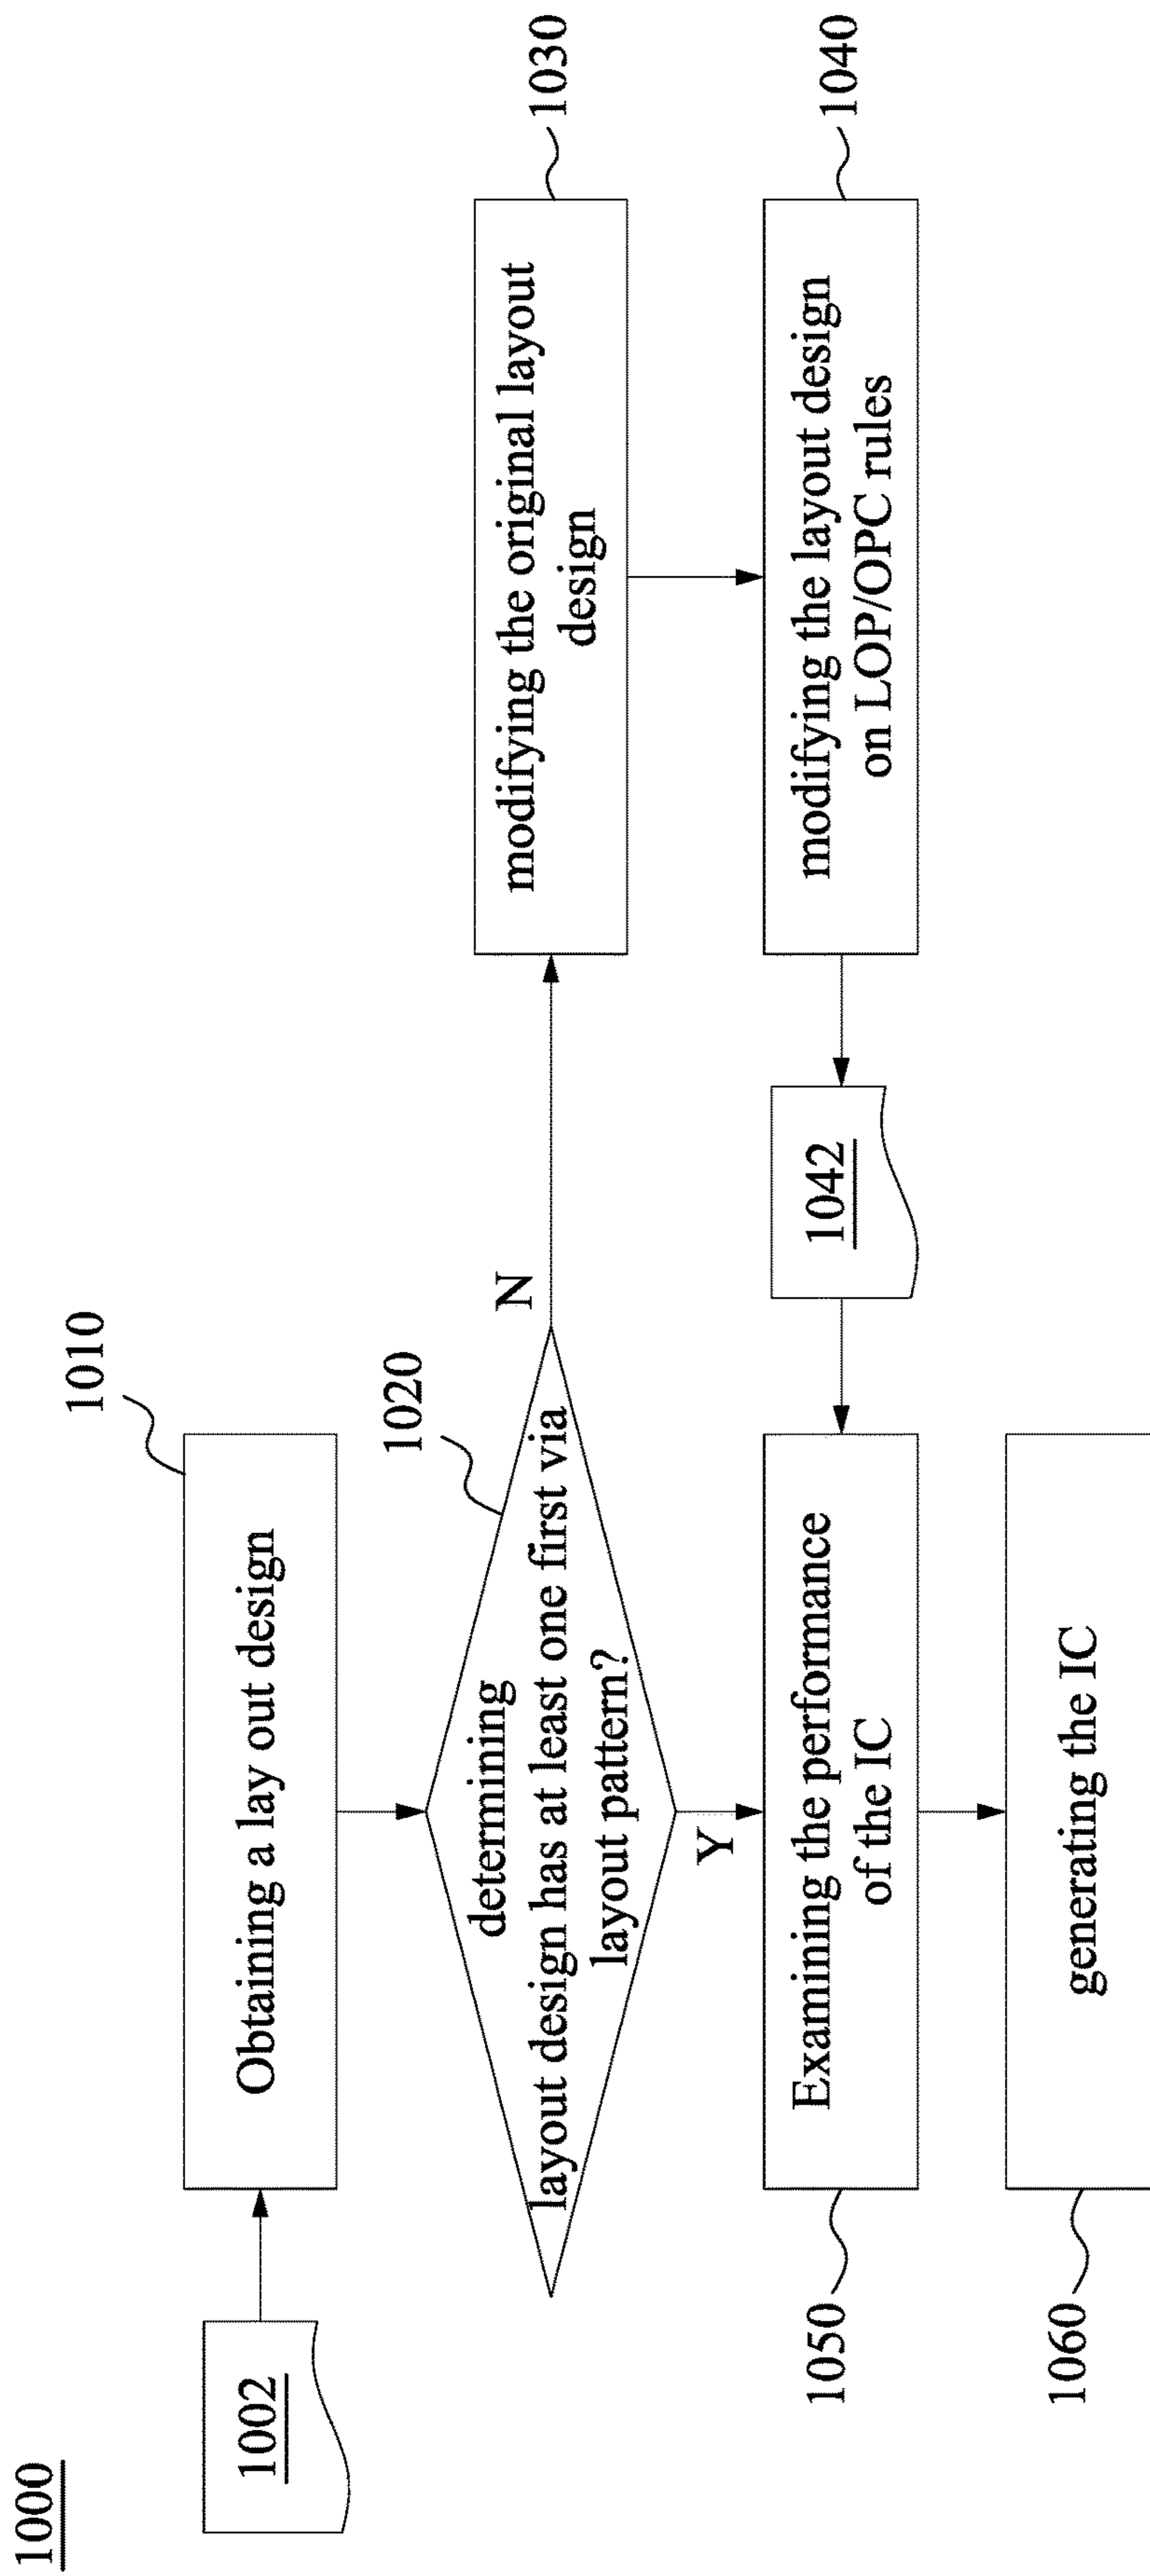 1000
1002
Obtaining a lay out design
1010
determining
layout design has at least one first via
layout pattern?
1020
N
Y
modifying the original layout
design
1030
modifying the layout design
on LOP/OPC rules
1040
1042
Examining the performance
of the IC
1050
generating the IC
1060